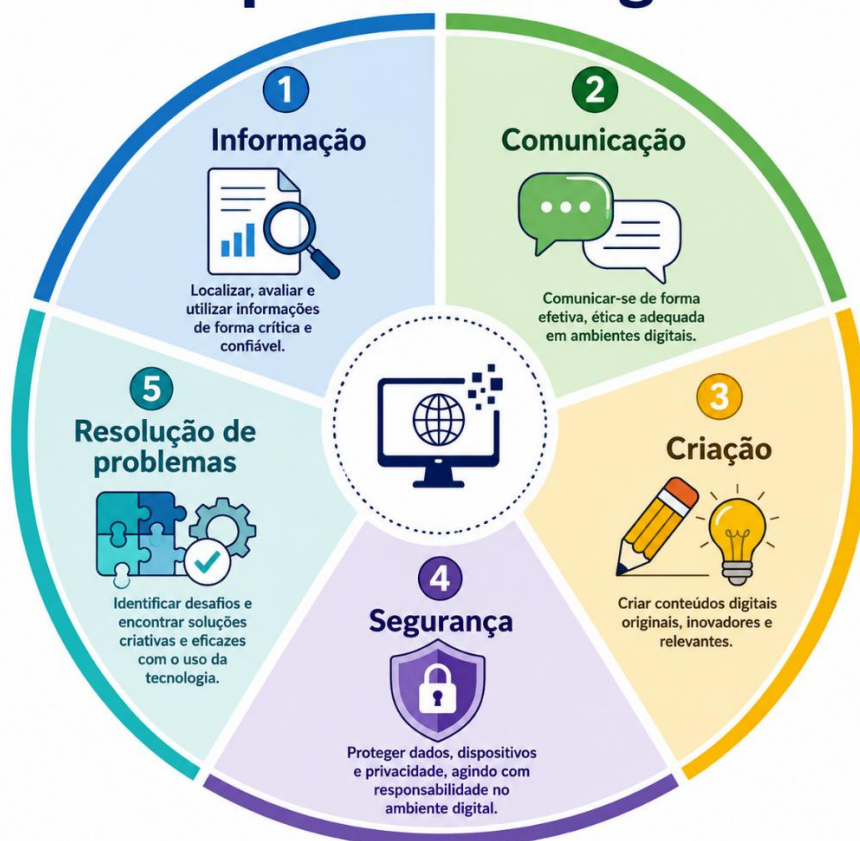 1
Informação
Localizar, avaliar e
utilizar informações
de forma crítica e
confiável.
2
Comunicação
Comunicar-se de forma
efetiva, ética e adequada
em ambientes digitais.
3
Criação
Criar conteúdos digitais
originais, inovadores e
relevantes.
4
Segurança
Proteger dados, dispositivos
e privacidade, agindo com
responsabilidade no
ambiente digital.
5
Resolução de
problemas
Identificar desafios e
encontrar soluções
criativas e eficazes
com o uso da
tecnologia.